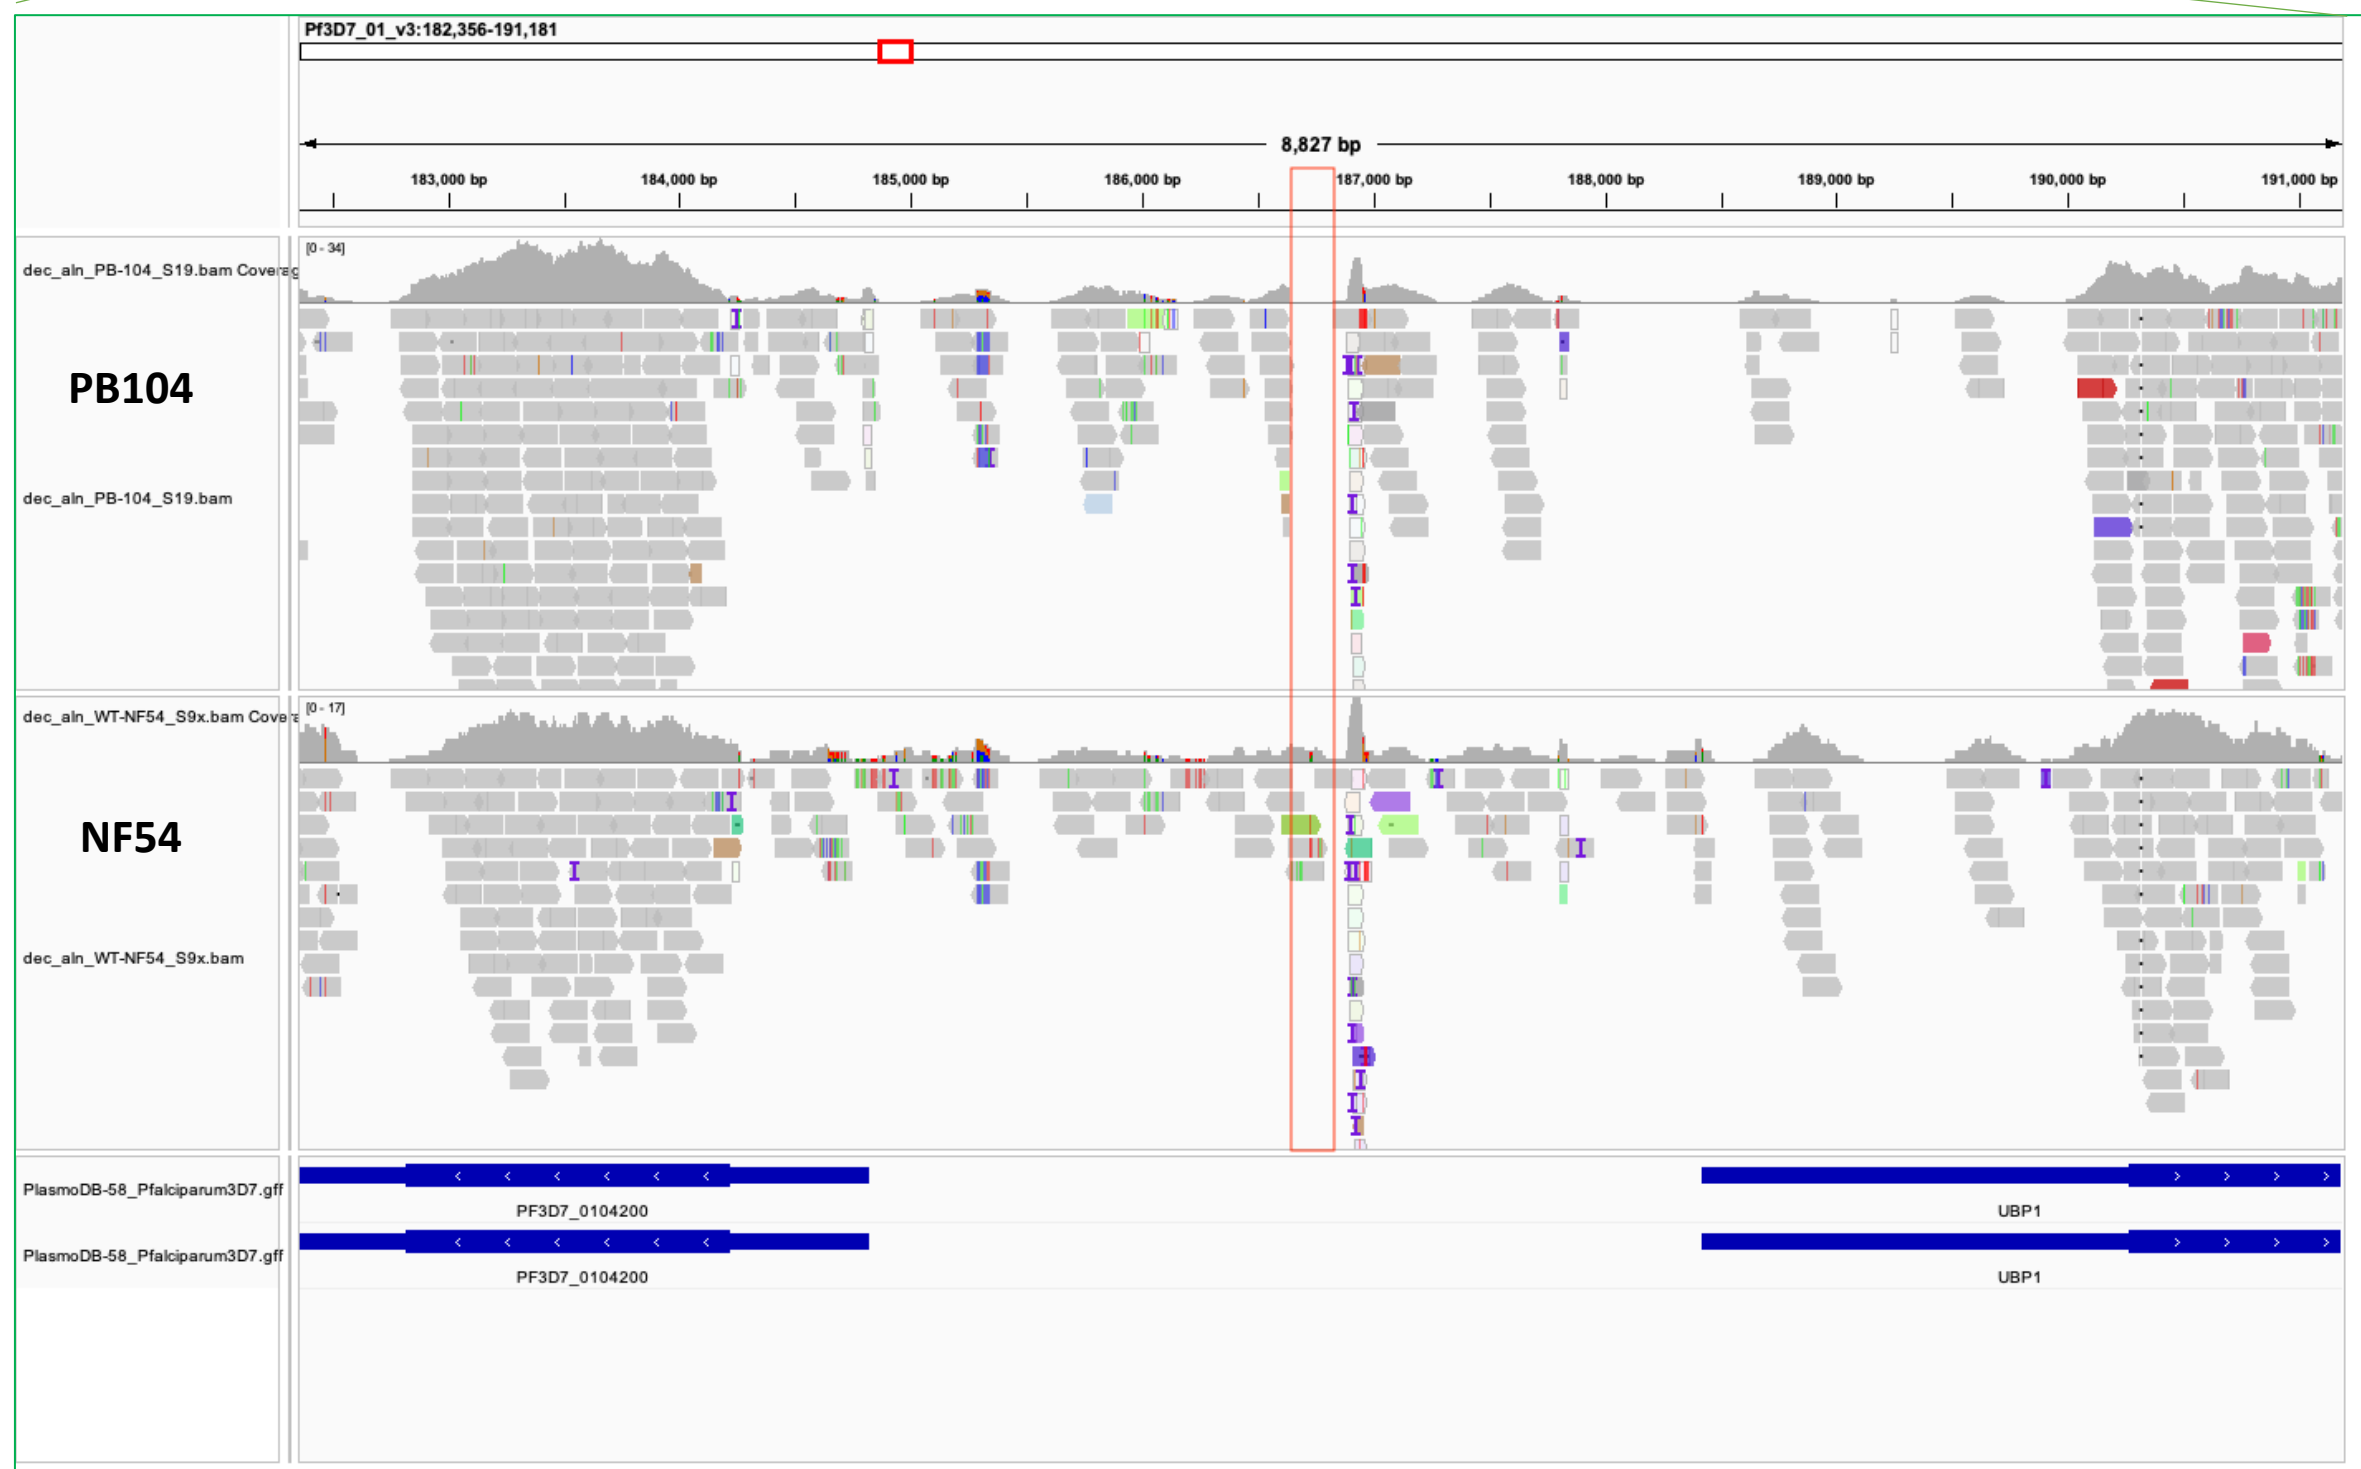 Pf3D7_01_v3:182,356-191,181
8,827 bp
183,000 bp 184,000 bp 185,000 bp 186,000 bp 187,000 bp 188,000 bp 189,000 bp 190,000 bp 191,000 bp
[0 - 34]
dec_aln_PB-104_S19.bam Coverag
PB104
dec_aln_PB-104_S19.bam
[0 - 17]
dec_aln_WT-NF54_S9x.bam Covera
NF54
dec_aln_WT-NF54_S9x.bam
PlasmoDB-58_Pfalciparum3D7.gff
PF3D7_0104200 UBP1
PlasmoDB-58_Pfalciparum3D7.gff
PF3D7_0104200 UBP1